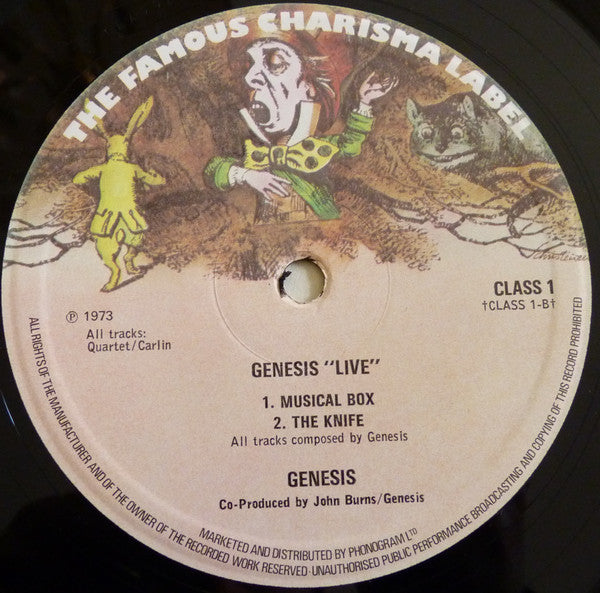 THE FAMOUS CHARISMA LABEL
℗ 1973
All tracks:
Quartet/Carlin
CLASS 1
†CLASS 1-B†
GENESIS "LIVE"
1. MUSICAL BOX
2. THE KNIFE
All tracks composed by Genesis
GENESIS
Co-Produced by John Burns/Genesis
ALL RIGHTS OF THE MANUFACTURER AND OF THE OWNER OF THE RECORDED WORK RESERVED·UNAUTHORISED PUBLIC PERFORMANCE BROADCASTING AND COPYING OF THIS RECORD PROHIBITED
MARKETED AND DISTRIBUTED BY PHONOGRAM LTD